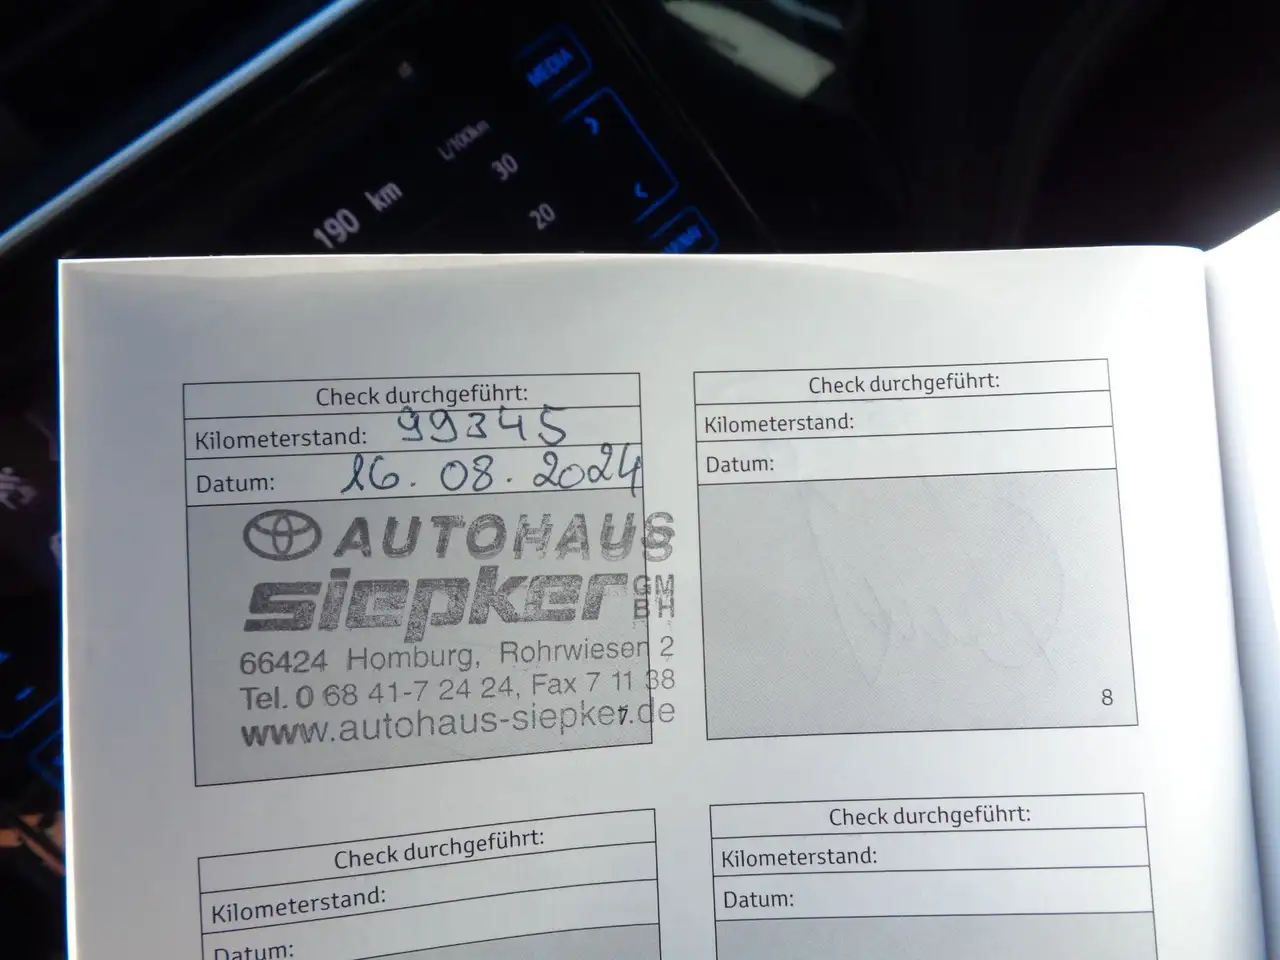 MEDIA
L/100km
30
190 km
20
Check durchgeführt:
Kilometerstand: 99345
Datum: 26.08.2024
AUTOHAUS
siepker GMBH
66424 Homburg, Rohrwiesen 2
Tel. 0 68 41-7 24 24, Fax 7 11 38
www.autohaus-siepker.de
Check durchgeführt:
Kilometerstand:
Datum:
8
Check durchgeführt:
Kilometerstand:
Datum:
Check durchgeführt:
Kilometerstand:
Datum: